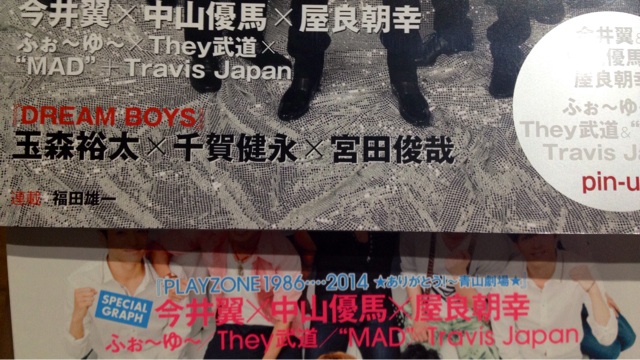 今井翼×中山優馬×屋良朝幸
ふぉ〜ゆ〜×They武道×
“MAD”＋Travis Japan
『DREAM BOYS』
玉森裕太×千賀健永×宮田俊哉
連載 福田雄一
今井翼&
優馬
屋良朝幸
ふぉ〜ゆ
They武道&“
Travis Ja
pin-u
『PLAYZONE1986……2014 ★ありがとう!〜青山劇場★』
SPECIAL
GRAPH
今井翼×中山優馬×屋良朝幸
ふぉ〜ゆ〜／They武道／“MAD”／Travis Japan